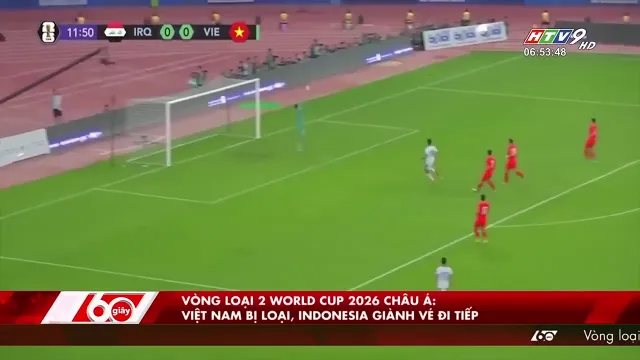 11:50 IRQ 0 0 VIE
HTV9 HD
06:53:48
60 giây
VÒNG LOẠI 2 WORLD CUP 2026 CHÂU Á:
VIỆT NAM BỊ LOẠI, INDONESIA GIÀNH VÉ ĐI TIẾP
60 Vòng loại